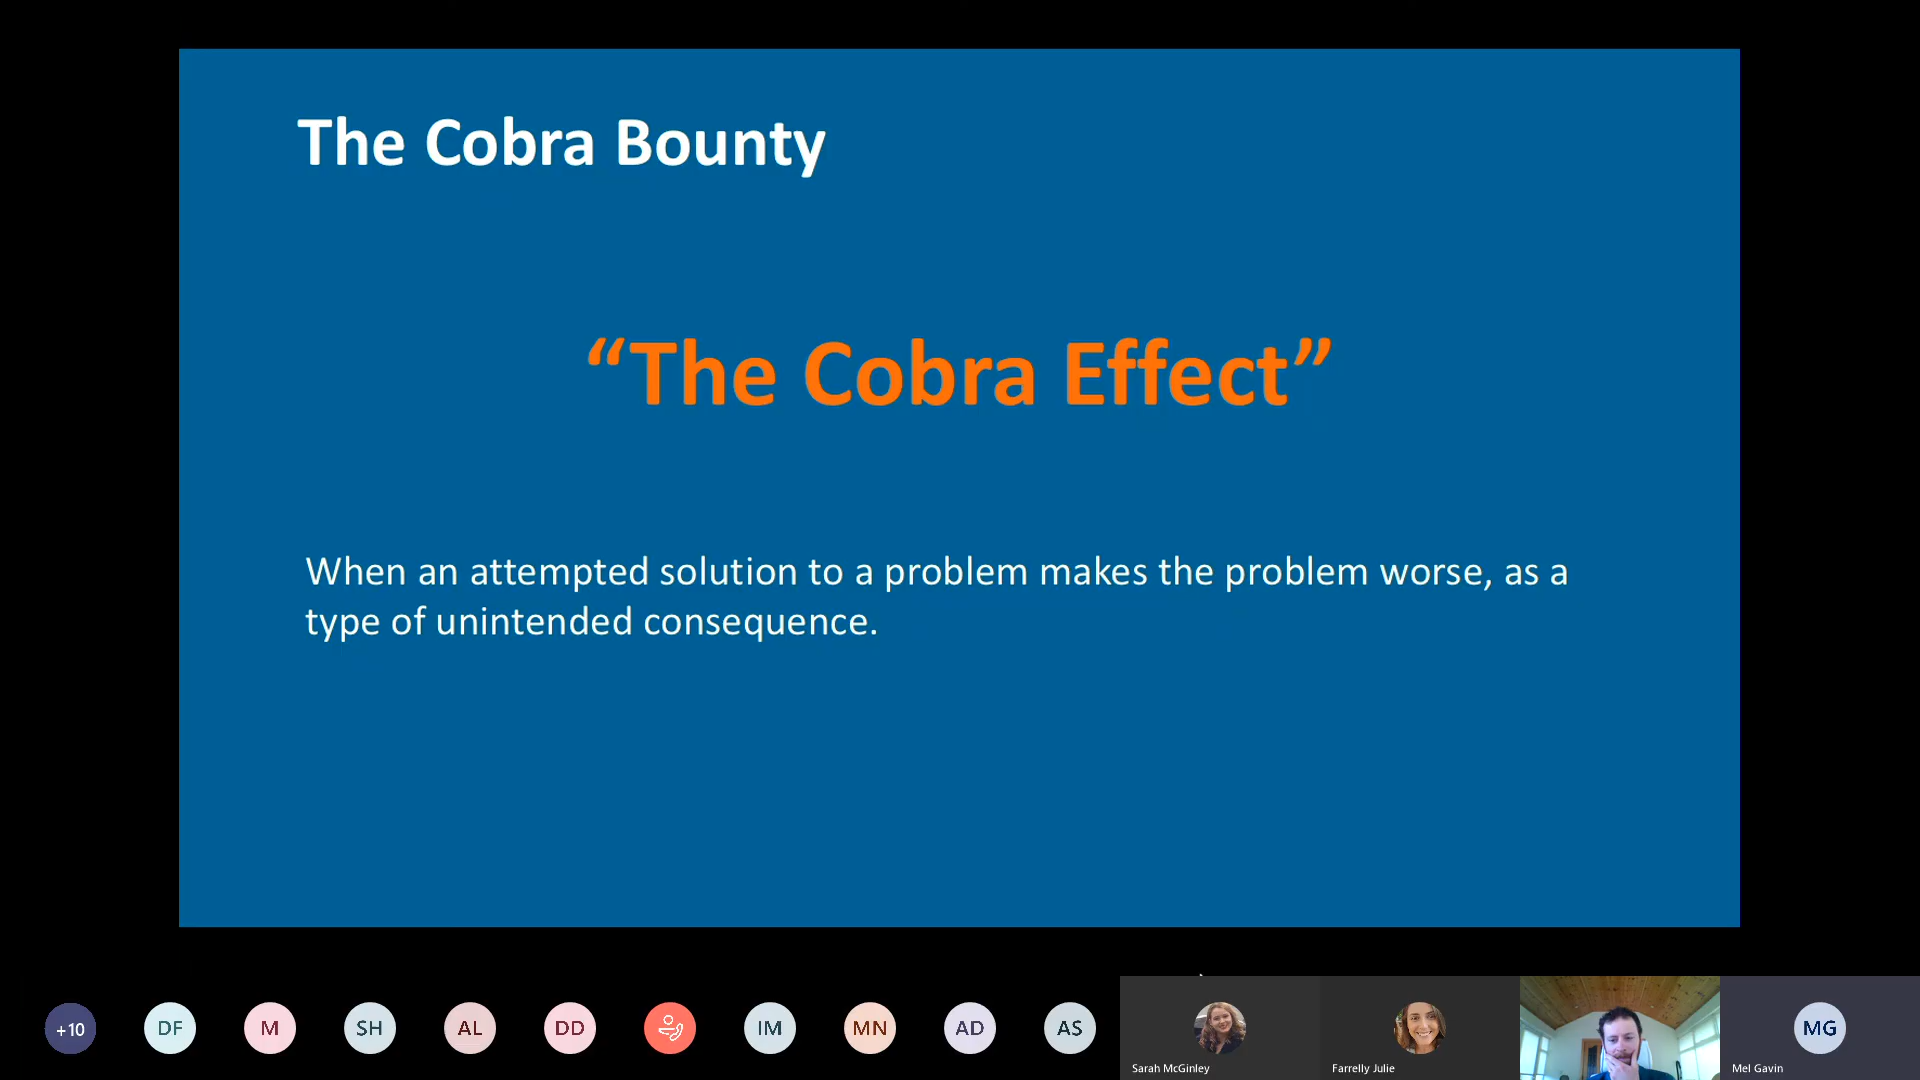 The Cobra Bounty
“The Cobra Effect”
When an attempted solution to a problem makes the problem worse, as a
type of unintended consequence.
+10
DF
M
SH
AL
DD
IM
MN
AD
AS
Sarah McGinley
Farrelly Julie
MG
Mel Gavin